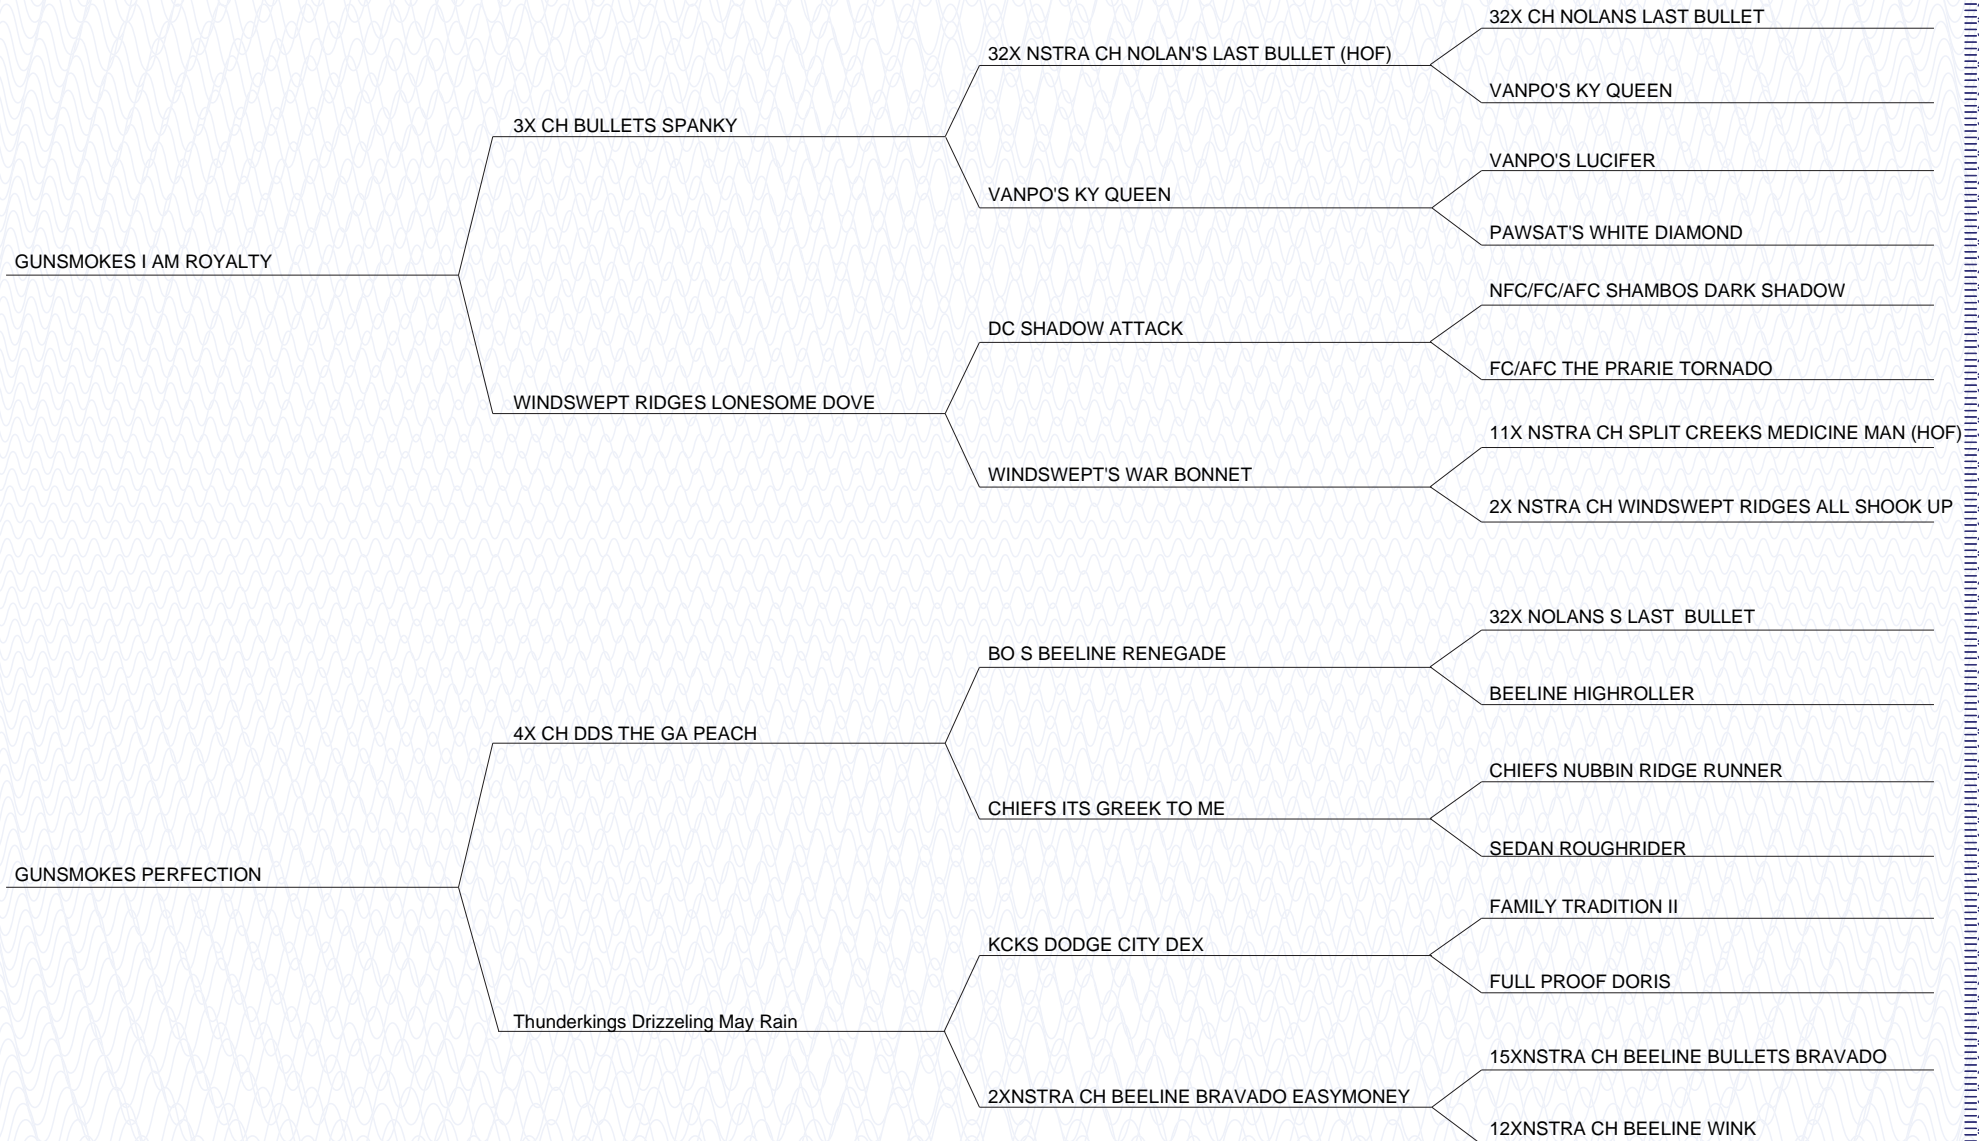 32X CH NOLANS LAST BULLET
32X NSTRA CH NOLAN'S LAST BULLET (HOF)
VANPO'S KY QUEEN
3X CH BULLETS SPANKY
VANPO'S LUCIFER
VANPO'S KY QUEEN
PAWSAT'S WHITE DIAMOND
GUNSMOKES I AM ROYALTY
NFC/FC/AFC SHAMBOS DARK SHADOW
DC SHADOW ATTACK
FC/AFC THE PRARIE TORNADO
WINDSWEPT RIDGES LONESOME DOVE
11X NSTRA CH SPLIT CREEKS MEDICINE MAN (HOF)
WINDSWEPT'S WAR BONNET
2X NSTRA CH WINDSWEPT RIDGES ALL SHOOK UP
32X NOLANS S LAST  BULLET
BO S BEELINE RENEGADE
BEELINE HIGHROLLER
4X CH DDS THE GA PEACH
CHIEFS NUBBIN RIDGE RUNNER
CHIEFS ITS GREEK TO ME
SEDAN ROUGHRIDER
GUNSMOKES PERFECTION
FAMILY TRADITION II
KCKS DODGE CITY DEX
FULL PROOF DORIS
Thunderkings Drizzeling May Rain
15XNSTRA CH BEELINE BULLETS BRAVADO
2XNSTRA CH BEELINE BRAVADO EASYMONEY
12XNSTRA CH BEELINE WINK